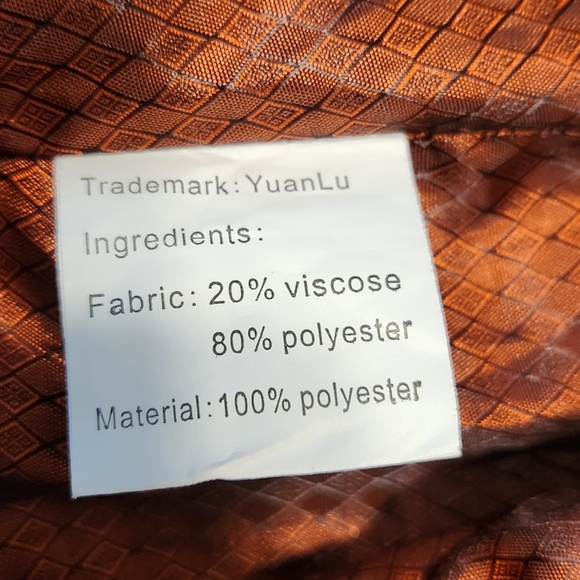 Trademark: YuanLu
Ingredients:
Fabric: 20% viscose
80% polyester
Material: 100% polyester